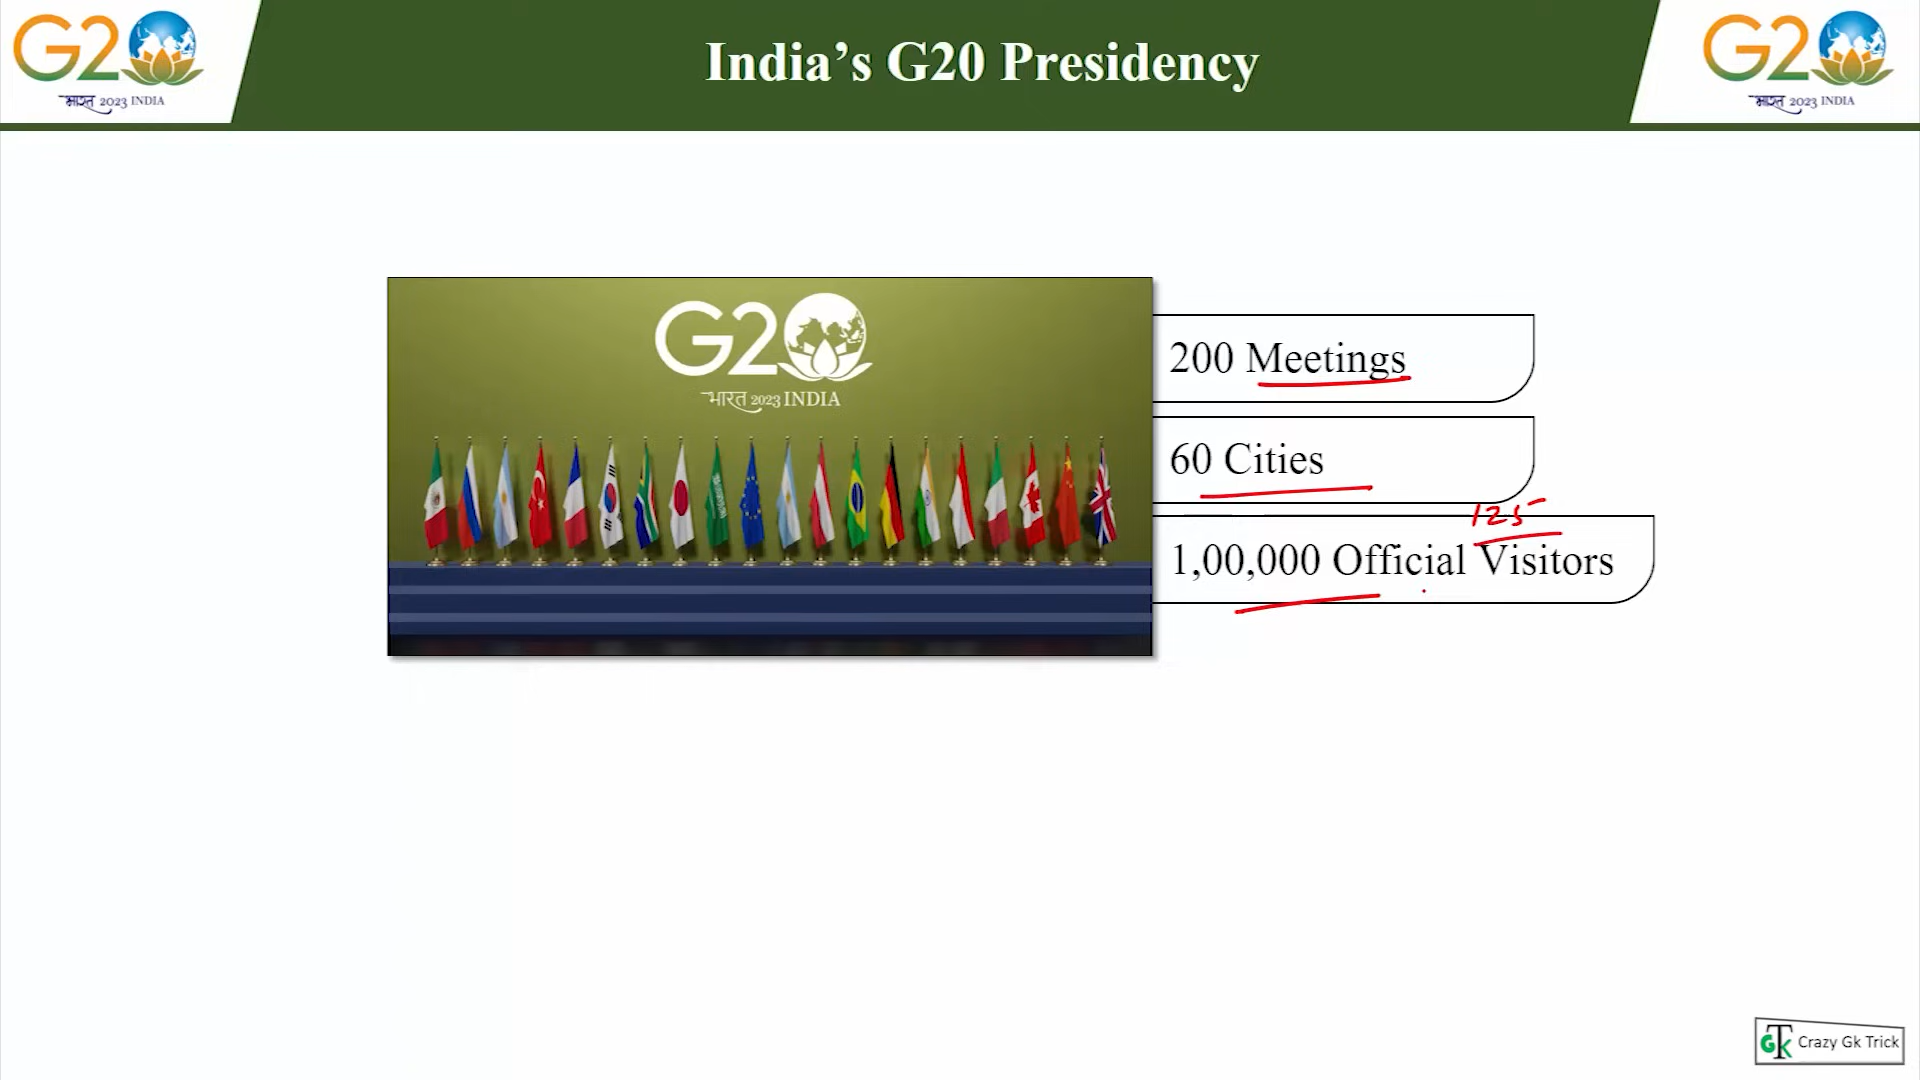 G20
भारत 2023 INDIA
India’s G20 Presidency
G20
भारत 2023 INDIA
G20
भारत 2023 INDIA
200 Meetings
60 Cities
125
1,00,000 Official Visitors
GTK Crazy Gk Trick